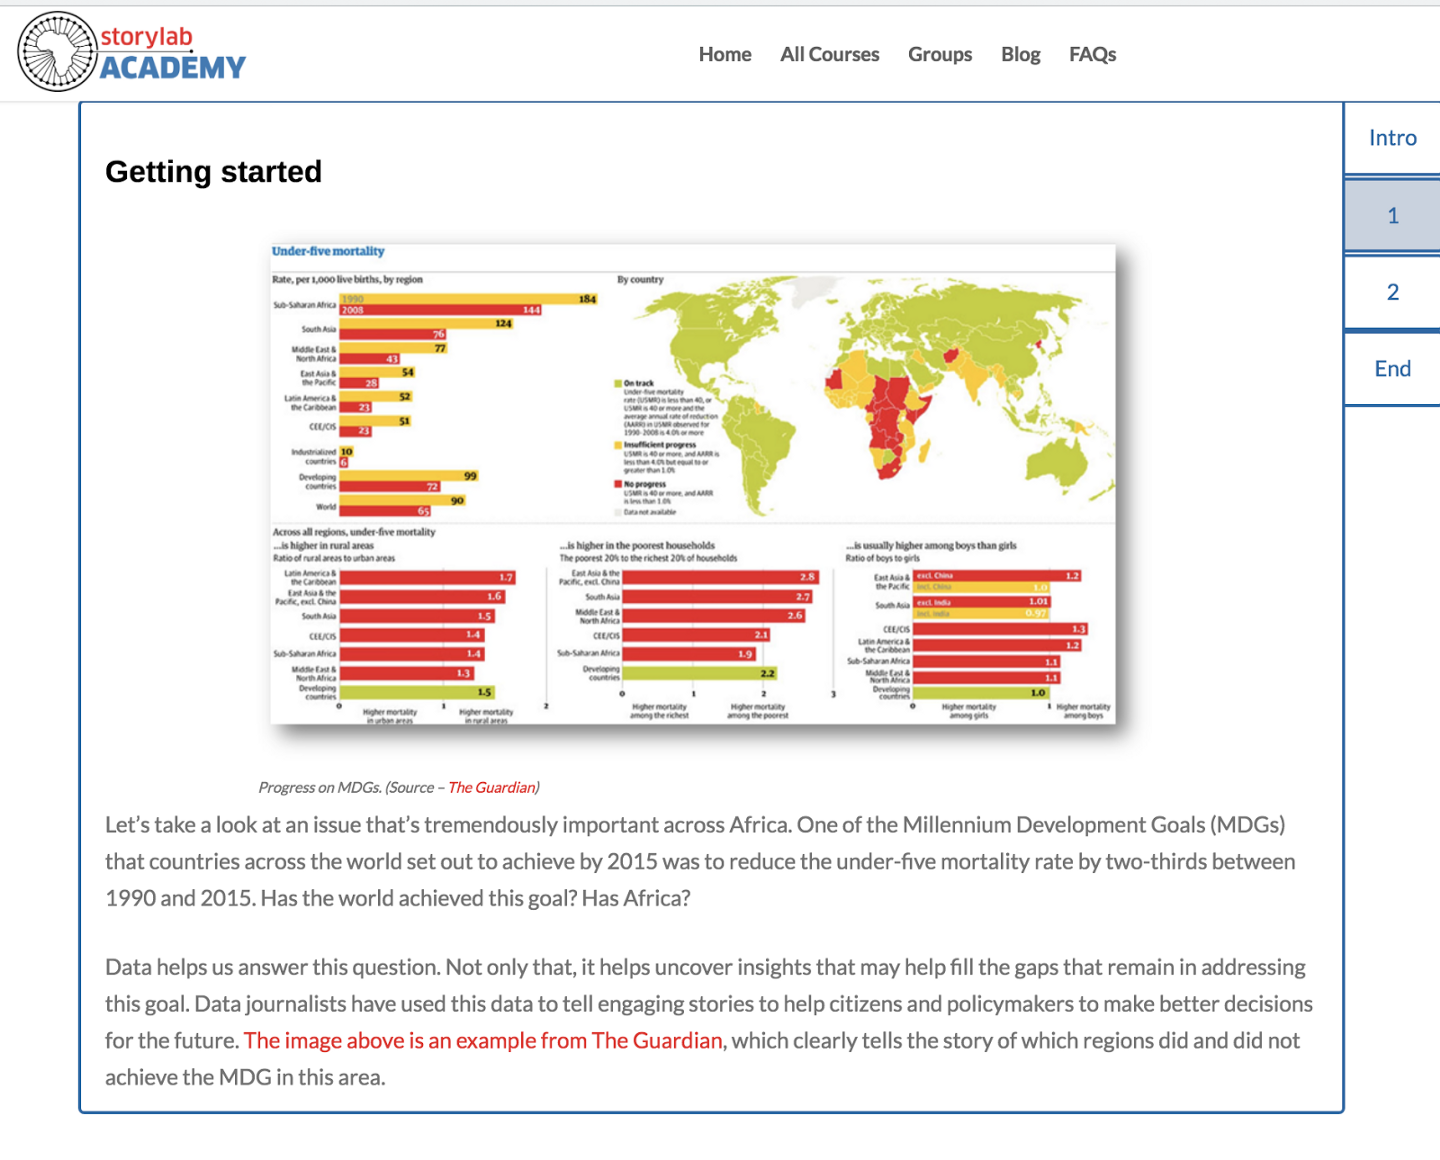 storylab
ACADEMY
Home All Courses Groups Blog FAQs
Intro
1
2
End
Getting started
Under-five mortality
Rate, per 1,000 live births, by region
Sub-Saharan Africa 1990 184
2008 144
South Asia 124
76
Middle East &
North Africa 77
43
East Asia &
the Pacific 54
28
Latin America &
the Caribbean 52
23
CEE/CIS 51
23
Industrialized
countries 10
6
Developing
countries 99
72
World 90
65
By country
On track
Under-five mortality
rate (U5MR) is less than 40, or
U5MR is 40 or more and the
average annual rate of reduction
(AARR) in U5MR observed for
1990-2008 is 4.0% or more
Insufficient progress
U5MR is 40 or more, and AARR is
less than 4.0% but equal to or
greater than 1.0%
No progress
U5MR is 40 or more, and AARR
is less than 1.0%
Data not available
Across all regions, under-five mortality
...is higher in rural areas
Ratio of rural areas to urban areas
Latin America &
the Caribbean 1.7
East Asia & the
Pacific, excl. China 1.6
South Asia 1.5
CEE/CIS 1.4
Sub-Saharan Africa 1.4
Middle East &
North Africa 1.3
Developing
countries 1.5
0 1 2
Higher mortality
in urban areas
Higher mortality
in rural areas
...is higher in the poorest households
The poorest 20% to the richest 20% of households
East Asia & the
Pacific, excl. China 2.8
South Asia 2.7
Middle East &
North Africa 2.6
CEE/CIS 2.1
Sub-Saharan Africa 1.9
Developing
countries 2.2
0 1 2 3
Higher mortality
among the richest
Higher mortality
among the poorest
...is usually higher among boys than girls
Ratio of boys to girls
East Asia &
the Pacific excl. China 1.2
incl. China 1.0
South Asia excl. India 1.01
incl. India 0.97
CEE/CIS 1.3
Latin America &
the Caribbean 1.2
Sub-Saharan Africa 1.1
Middle East &
North Africa 1.1
Developing
countries 1.0
0 1
Higher mortality
among girls
Higher mortality
among boys
Progress on MDGs. (Source – The Guardian)
Let’s take a look at an issue that’s tremendously important across Africa. One of the Millennium Development Goals (MDGs)
that countries across the world set out to achieve by 2015 was to reduce the under-five mortality rate by two-thirds between
1990 and 2015. Has the world achieved this goal? Has Africa?
Data helps us answer this question. Not only that, it helps uncover insights that may help fill the gaps that remain in addressing
this goal. Data journalists have used this data to tell engaging stories to help citizens and policymakers to make better decisions
for the future. The image above is an example from The Guardian, which clearly tells the story of which regions did and did not
achieve the MDG in this area.